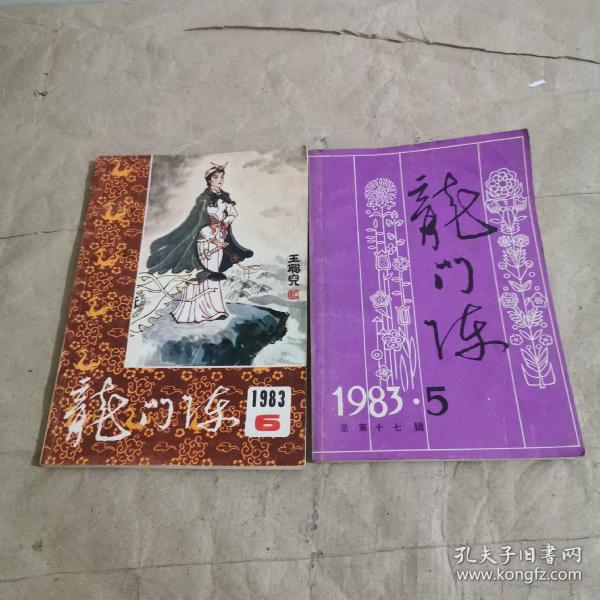 王聪儿
龍门阵
1983
6
龍门阵
1983·5
总第十七辑
孔夫子旧书网
www.kongfz.com